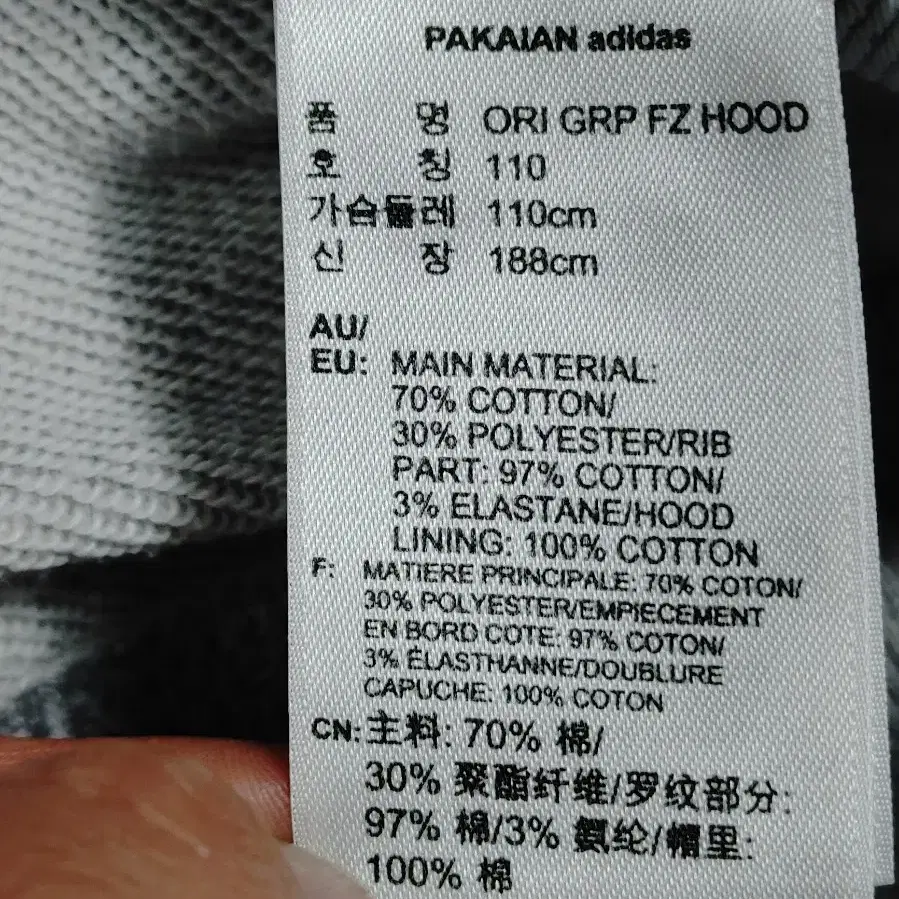 PAKAIAN adidas
품 명 ORI GRP FZ HOOD
호 칭 110
가슴둘레 110cm
신 장 188cm
AU/
EU: MAIN MATERIAL:
70% COTTON/
30% POLYESTER/RIB
PART: 97% COTTON/
3% ELASTANE/HOOD
LINING: 100% COTTON
F: MATIERE PRINCIPALE: 70% COTON/
30% POLYESTER/EMPIECEMENT
EN BORD COTE: 97% COTON/
3% ÉLASTHANNE/DOUBLURE
CAPUCHE: 100% COTON
CN: 主料: 70% 棉/
30% 聚酯纤维/罗纹部分:
97% 棉/3% 氨纶/帽里:
100% 棉